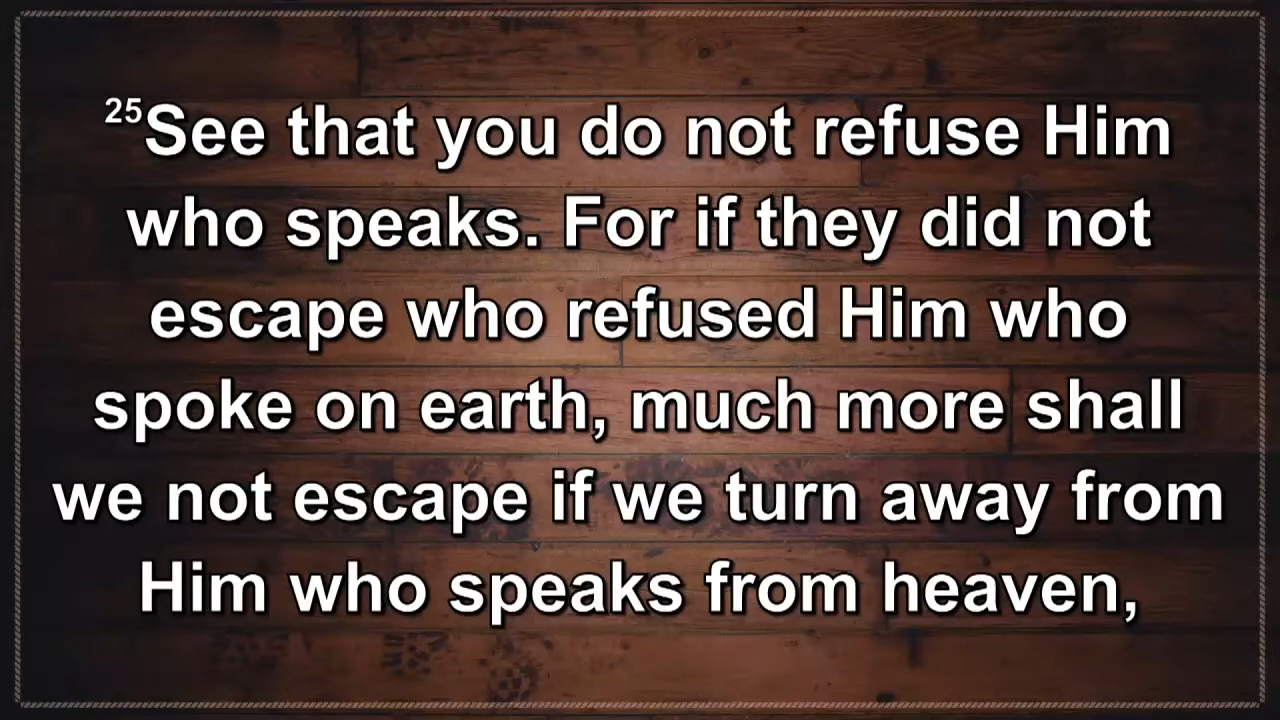 25See that you do not refuse Him
who speaks. For if they did not
escape who refused Him who
spoke on earth, much more shall
we not escape if we turn away from
Him who speaks from heaven,